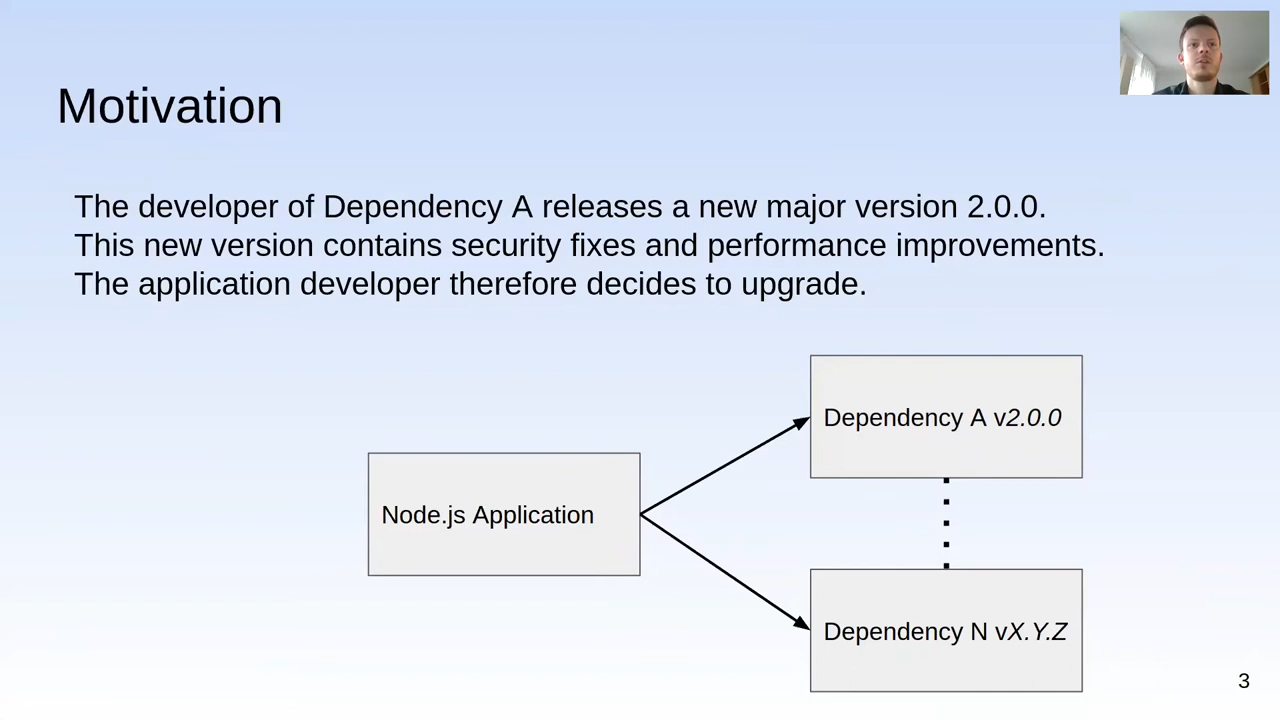 Motivation
The developer of Dependency A releases a new major version 2.0.0.
This new version contains security fixes and performance improvements.
The application developer therefore decides to upgrade.
Dependency A v2.0.0
Node.js Application
Dependency N vX.Y.Z
3